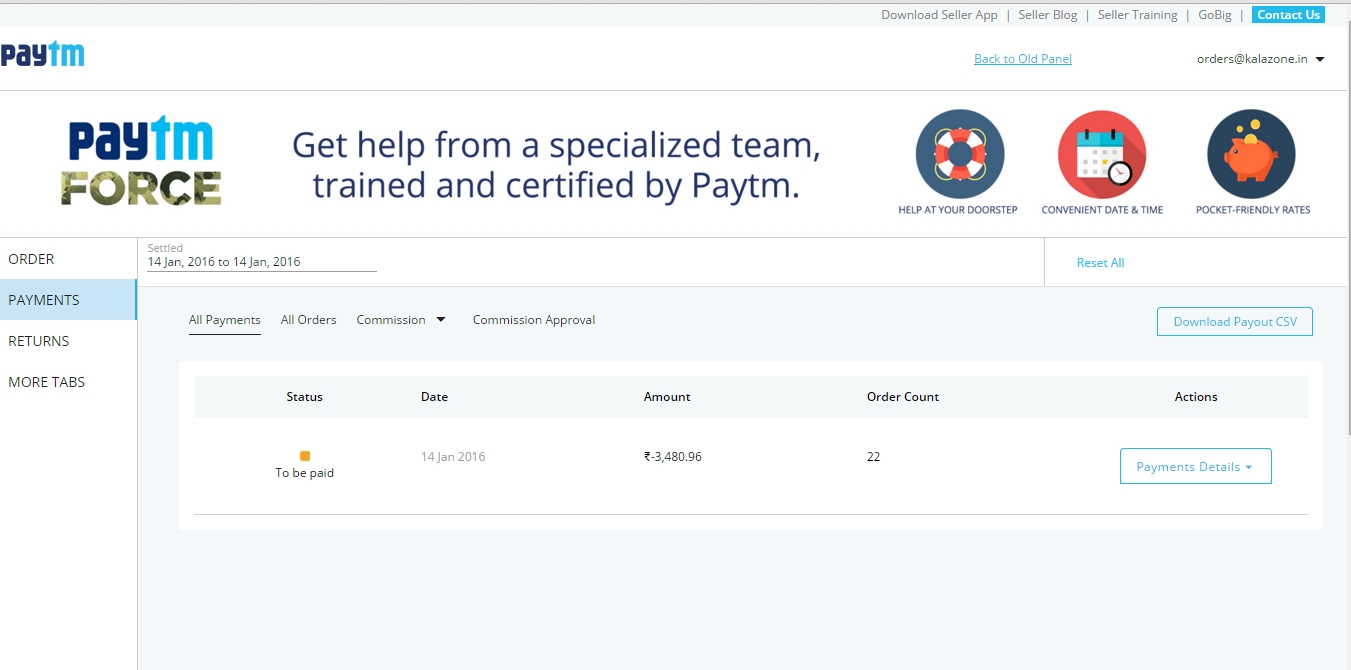 Download Seller App | Seller Blog | Seller Training | GoBig | Contact Us
paytm
Back to Old Panel
orders@kalazone.in
paytm
FORCE
Get help from a specialized team,
trained and certified by Paytm.
HELP AT YOUR DOORSTEP
CONVENIENT DATE & TIME
POCKET-FRIENDLY RATES
ORDER
PAYMENTS
RETURNS
MORE TABS
Settled
14 Jan, 2016 to 14 Jan, 2016
Reset All
All Payments All Orders Commission Commission Approval
Download Payout CSV
Status Date Amount Order Count Actions
To be paid
14 Jan 2016 ₹-3,480.96 22
Payments Details